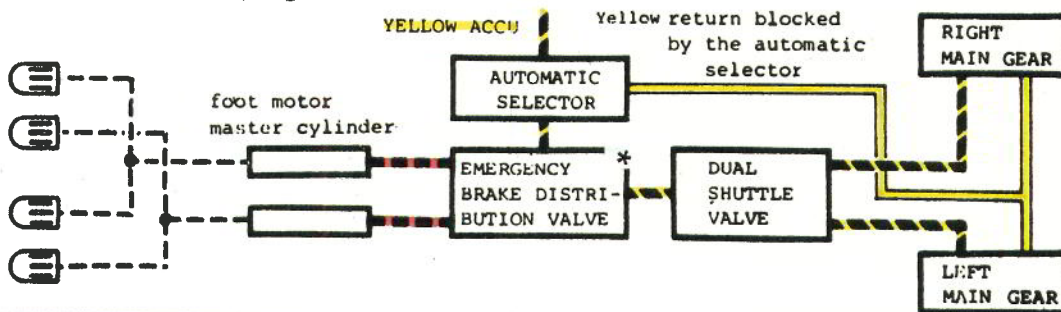 YELLOW ACCU
Yellow return blocked
by the automatic
selector
RIGHT
MAIN GEAR
AUTOMATIC
SELECTOR
foot motor
master cylinder
EMERGENCY *
BRAKE DISTRI-
BUTION VALVE
DUAL
SHUTTLE
VALVE
LEFT
MAIN GEAR